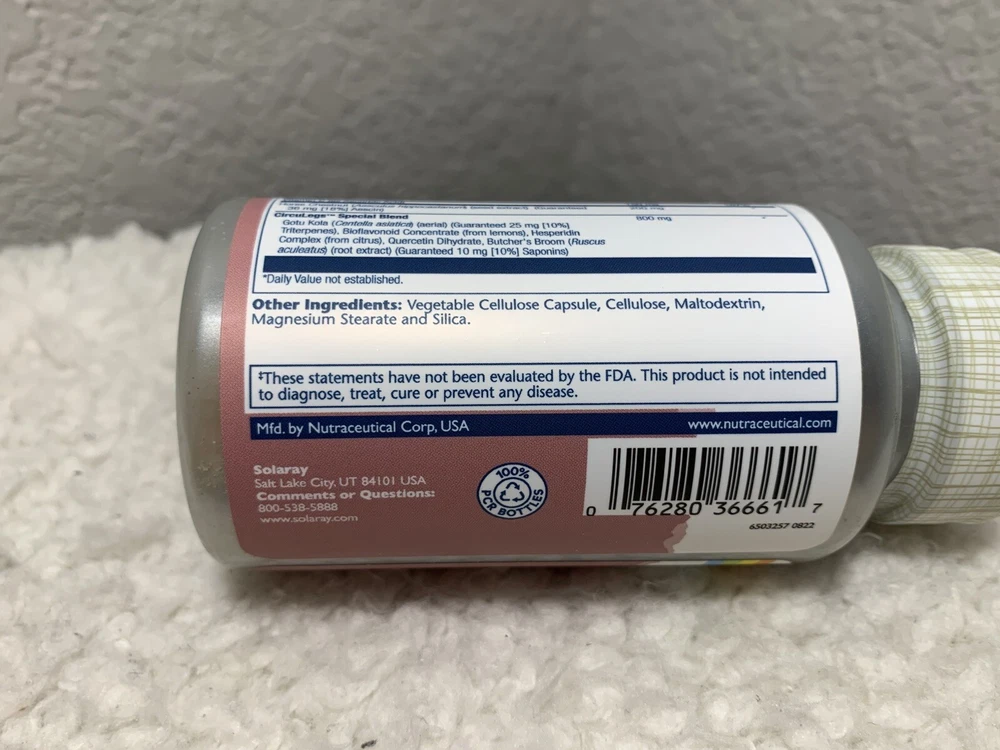 36 mg [18%] Aescin)
CircuLegs™ Special Blend 800 mg *
Gotu Kola (Centella asiatica) (aerial) (Guaranteed 25 mg [10%]
Triterpenes), Bioflavonoid Concentrate (from lemons), Hesperidin
Complex (from citrus), Quercetin Dihydrate, Butcher's Broom (Ruscus
aculeatus) (root extract) (Guaranteed 10 mg [10%] Saponins)
*Daily Value not established.
Other Ingredients: Vegetable Cellulose Capsule, Cellulose, Maltodextrin,
Magnesium Stearate and Silica.
‡These statements have not been evaluated by the FDA. This product is not intended
to diagnose, treat, cure or prevent any disease.
Mfd. by Nutraceutical Corp, USA www.nutraceutical.com
Solaray
Salt Lake City, UT 84101 USA
Comments or Questions:
800-538-5888
www.solaray.com
100%
PCR BOTTLES
0 76280 36661 7
6503257 0822